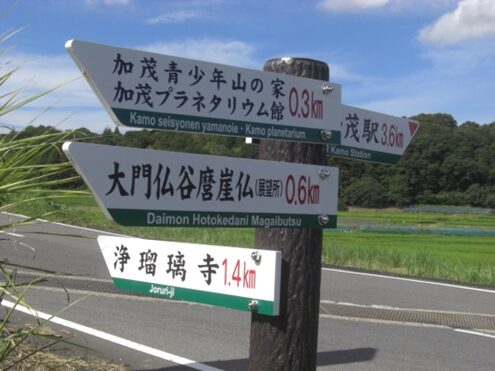 加茂青少年山の家
加茂プラネタリウム館 0.3km
Kamo seisyonen yamanoie・Kamo planetarium
茂駅 3.6km
Kamo Station
大門仏谷磨崖仏(展望所) 0.6km
Daimon Hotokedani Magaibutsu
浄瑠璃寺 1.4km
Joruri-ji